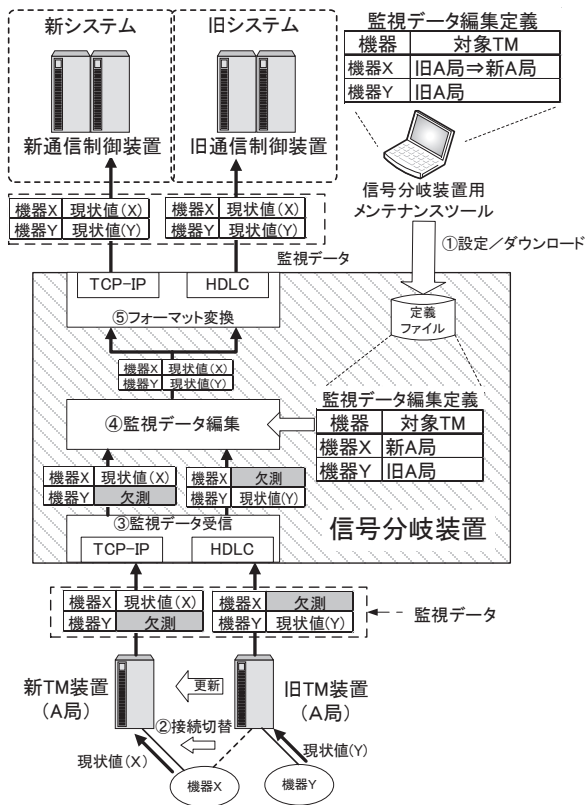 新システム
旧システム
新通信制御装置
旧通信制御装置
監視データ編集定義
機器 対象TM
機器X 旧A局⇒新A局
機器Y 旧A局
信号分岐装置用
メンテナンスツール
①設定/ダウンロード
機器X 現状値(X)
機器Y 現状値(Y)
機器X 現状値(X)
機器Y 現状値(Y)
監視データ
TCP-IP
HDLC
⑤フォーマット変換
定義
ファイル
機器X 現状値(X)
機器Y 現状値(Y)
監視データ編集定義
機器 対象TM
機器X 新A局
機器Y 旧A局
④監視データ編集
機器X 現状値(X)
機器Y 欠測
機器X 欠測
機器Y 現状値(Y)
③監視データ受信
TCP-IP
HDLC
信号分岐装置
機器X 現状値(X)
機器Y 欠測
機器X 欠測
機器Y 現状値(Y)
監視データ
新TM装置
(A局)
更新
旧TM装置
(A局)
②接続切替
現状値(X)
現状値(Y)
機器X
機器Y